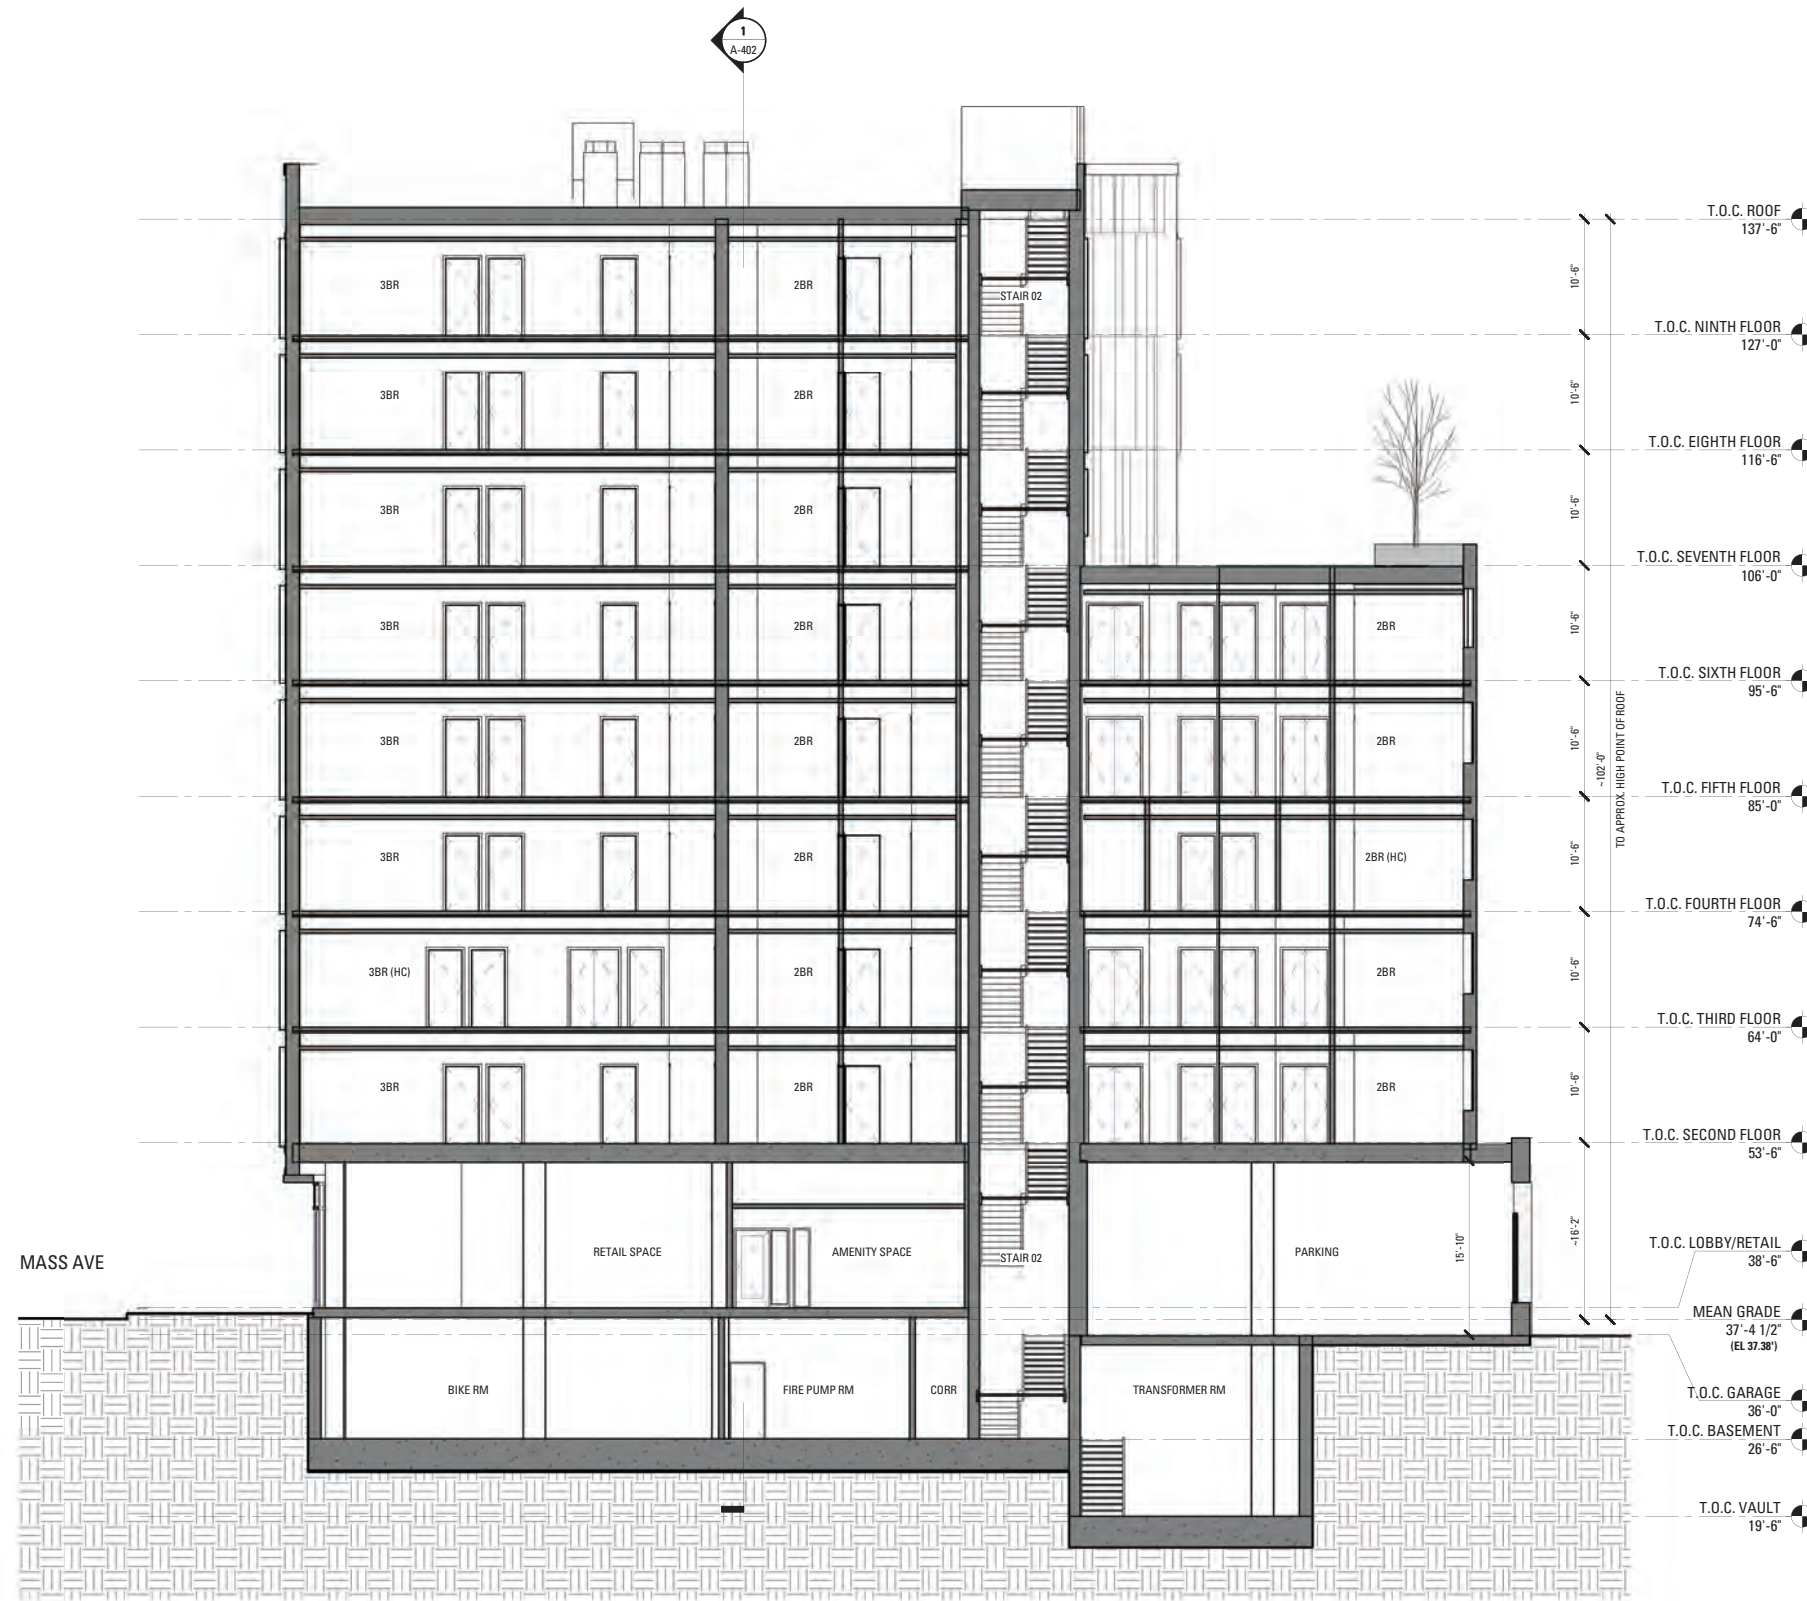 1
A-402
T.O.C. ROOF
137'-6"
3BR
2BR
STAIR 02
10'-6"
T.O.C. NINTH FLOOR
127'-0"
3BR
2BR
10'-6"
T.O.C. EIGHTH FLOOR
116'-6"
3BR
2BR
10'-6"
T.O.C. SEVENTH FLOOR
106'-0"
3BR
2BR
2BR
10'-6"
T.O.C. SIXTH FLOOR
95'-6"
3BR
2BR
2BR
10'-6"
~102'-0"
TO APPROX. HIGH POINT OF ROOF
T.O.C. FIFTH FLOOR
85'-0"
3BR
2BR
2BR (HC)
10'-6"
T.O.C. FOURTH FLOOR
74'-6"
3BR (HC)
2BR
2BR
10'-6"
T.O.C. THIRD FLOOR
64'-0"
3BR
2BR
2BR
10'-6"
T.O.C. SECOND FLOOR
53'-6"
MASS AVE
RETAIL SPACE
AMENITY SPACE
STAIR 02
PARKING
15'-10"
~16'-2"
T.O.C. LOBBY/RETAIL
38'-6"
MEAN GRADE
37'-4 1/2"
(EL 37.38')
BIKE RM
FIRE PUMP RM
CORR
TRANSFORMER RM
T.O.C. GARAGE
36'-0"
T.O.C. BASEMENT
26'-6"
T.O.C. VAULT
19'-6"